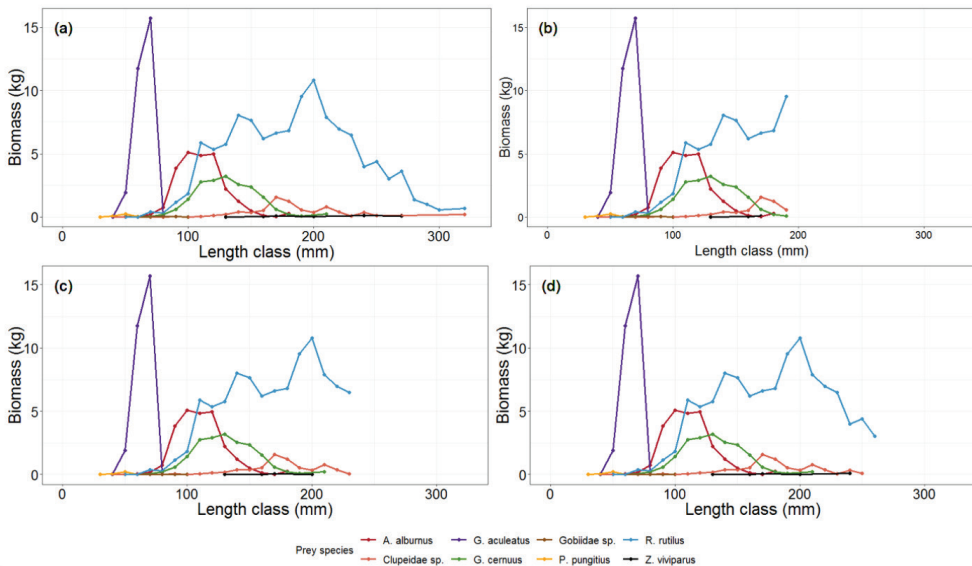 (a)
15
10
5
0
Biomass (kg)
0 100 200 300
Length class (mm)
(b)
15
10
5
0
Biomass (kg)
0 100 200 300
Length class (mm)
(c)
15
10
5
0
Biomass (kg)
0 100 200 300
Length class (mm)
(d)
15
10
5
0
Biomass (kg)
0 100 200 300
Length class (mm)
Prey species
A. alburnus G. aculeatus Gobiidae sp. R. rutilus
Clupeidae sp. G. cernuus P. pungitius Z. viviparus